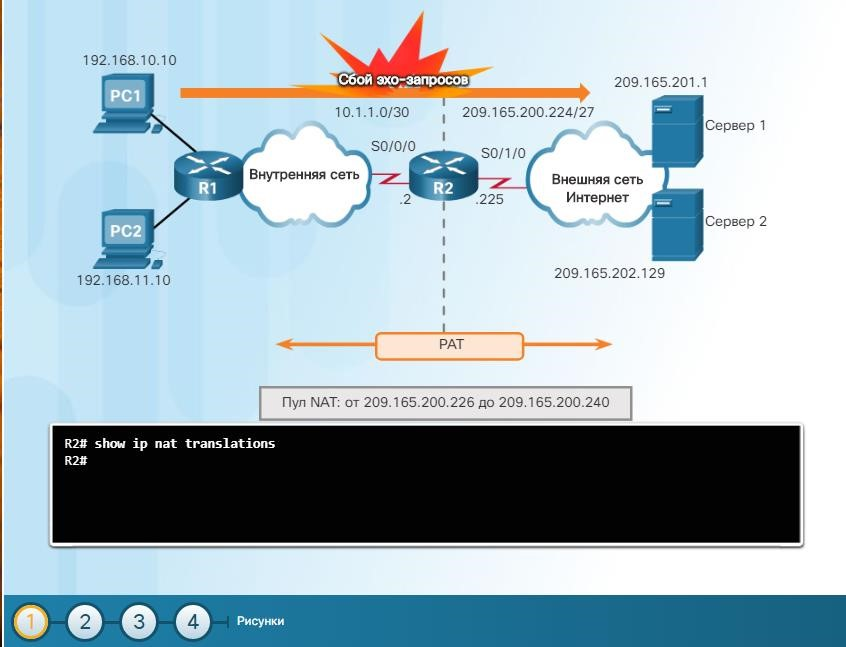 192.168.10.10
PC1
Сбой эхо-запросов
209.165.201.1
10.1.1.0/30
209.165.200.224/27
Сервер 1
S0/0/0
S0/1/0
Внутренняя сеть
R1
R2
Внешняя сеть
Интернет
.2
.225
PC2
Сервер 2
192.168.11.10
209.165.202.129
PAT
Пул NAT: от 209.165.200.226 до 209.165.200.240
R2# show ip nat translations
R2#
1
2
3
4
Рисунки